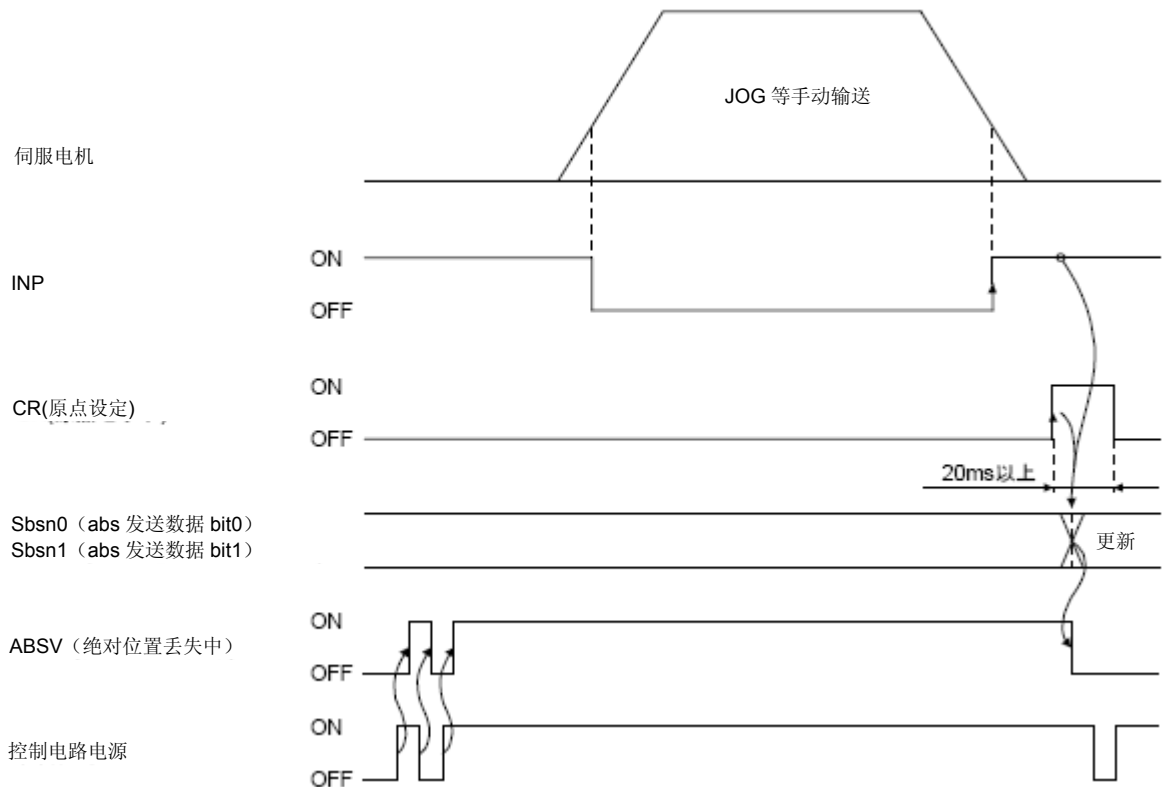 JOG 等手动输送
伺服电机
ON
INP
OFF
ON
CR(原点设定)
OFF
20ms以上
Sbsn0（abs 发送数据 bit0）
Sbsn1（abs 发送数据 bit1）
更新
ON
ABSV（绝对位置丢失中）
OFF
ON
控制电路电源
OFF